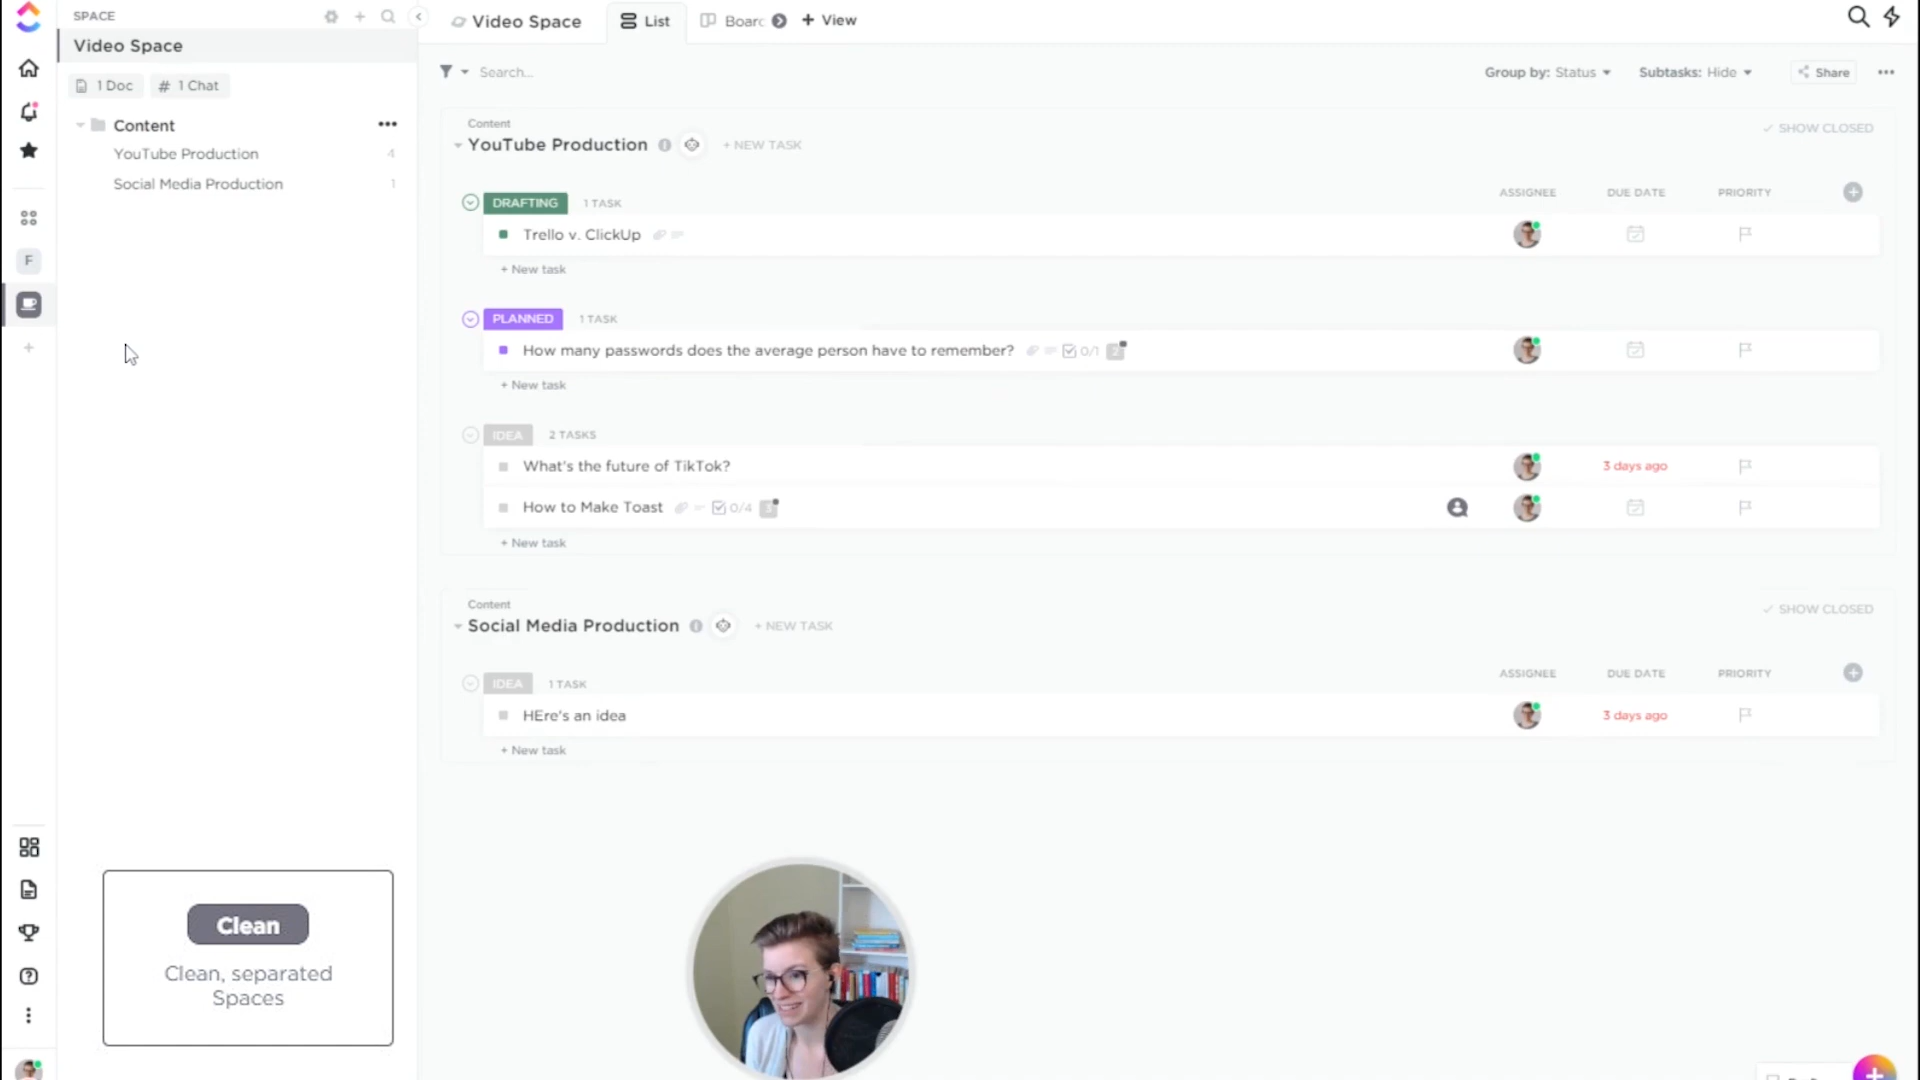 SPACE
Video Space
1 Doc
# 1 Chat
Content
YouTube Production 4
Social Media Production 1
F
Clean
Clean, separated
Spaces
Video Space
List
Boar
+ View
Search...
Group by: Status
Subtasks: Hide
Share
Content
YouTube Production
+ NEW TASK
SHOW CLOSED
DRAFTING
1 TASK
ASSIGNEE
DUE DATE
PRIORITY
Trello v. ClickUp
+ New task
PLANNED
1 TASK
How many passwords does the average person have to remember?
0/1
2
+ New task
IDEA
2 TASKS
What's the future of TikTok?
3 days ago
How to Make Toast
0/4
3
+ New task
Content
Social Media Production
+ NEW TASK
SHOW CLOSED
IDEA
1 TASK
ASSIGNEE
DUE DATE
PRIORITY
HEre's an idea
3 days ago
+ New task